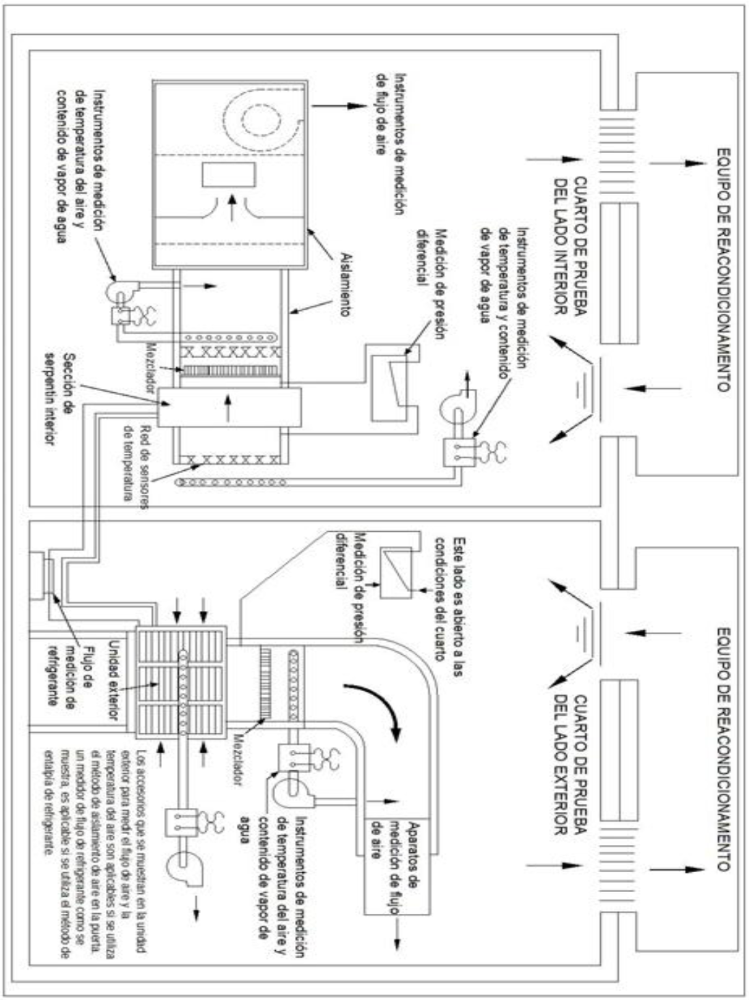 EQUIPO DE REACONDICIONAMENTO
EQUIPO DE REACONDICIONAMENTO
CUARTO DE PRUEBA
DEL LADO INTERIOR
CUARTO DE PRUEBA
DEL LADO EXTERIOR
Instrumentos de medición
de temperatura y contenido
de vapor de agua
Medición de presión
diferencial
Instrumentos de medición
de flujo de aire
Aislamiento
Instrumentos de medición
de temperatura del aire y
contenido de vapor de agua
Mezclador
Sección de
serpentin interior
Red de sensores
de temperatura
Este lado es abierto a las
condiciones del cuarto
Medición de presión
diferencial
Aparatos de
medición de flujo
de aire
Instrumentos de medición
de temperatura del aire y
contenido de vapor de
agua
Mezclador
Unidad exterior
Flujo de
medición de
refrigerante
Los accesorios que se muestran en la unidad
exterior para medir el flujo de aire y la
temperatura del aire son aplicables si se utiliza
el método de aislamiento de aire en la puerta.
un medidor de flujo de refrigerante como se
muestra, es aplicable si se utiliza el método de
entalpía de refrigerante.